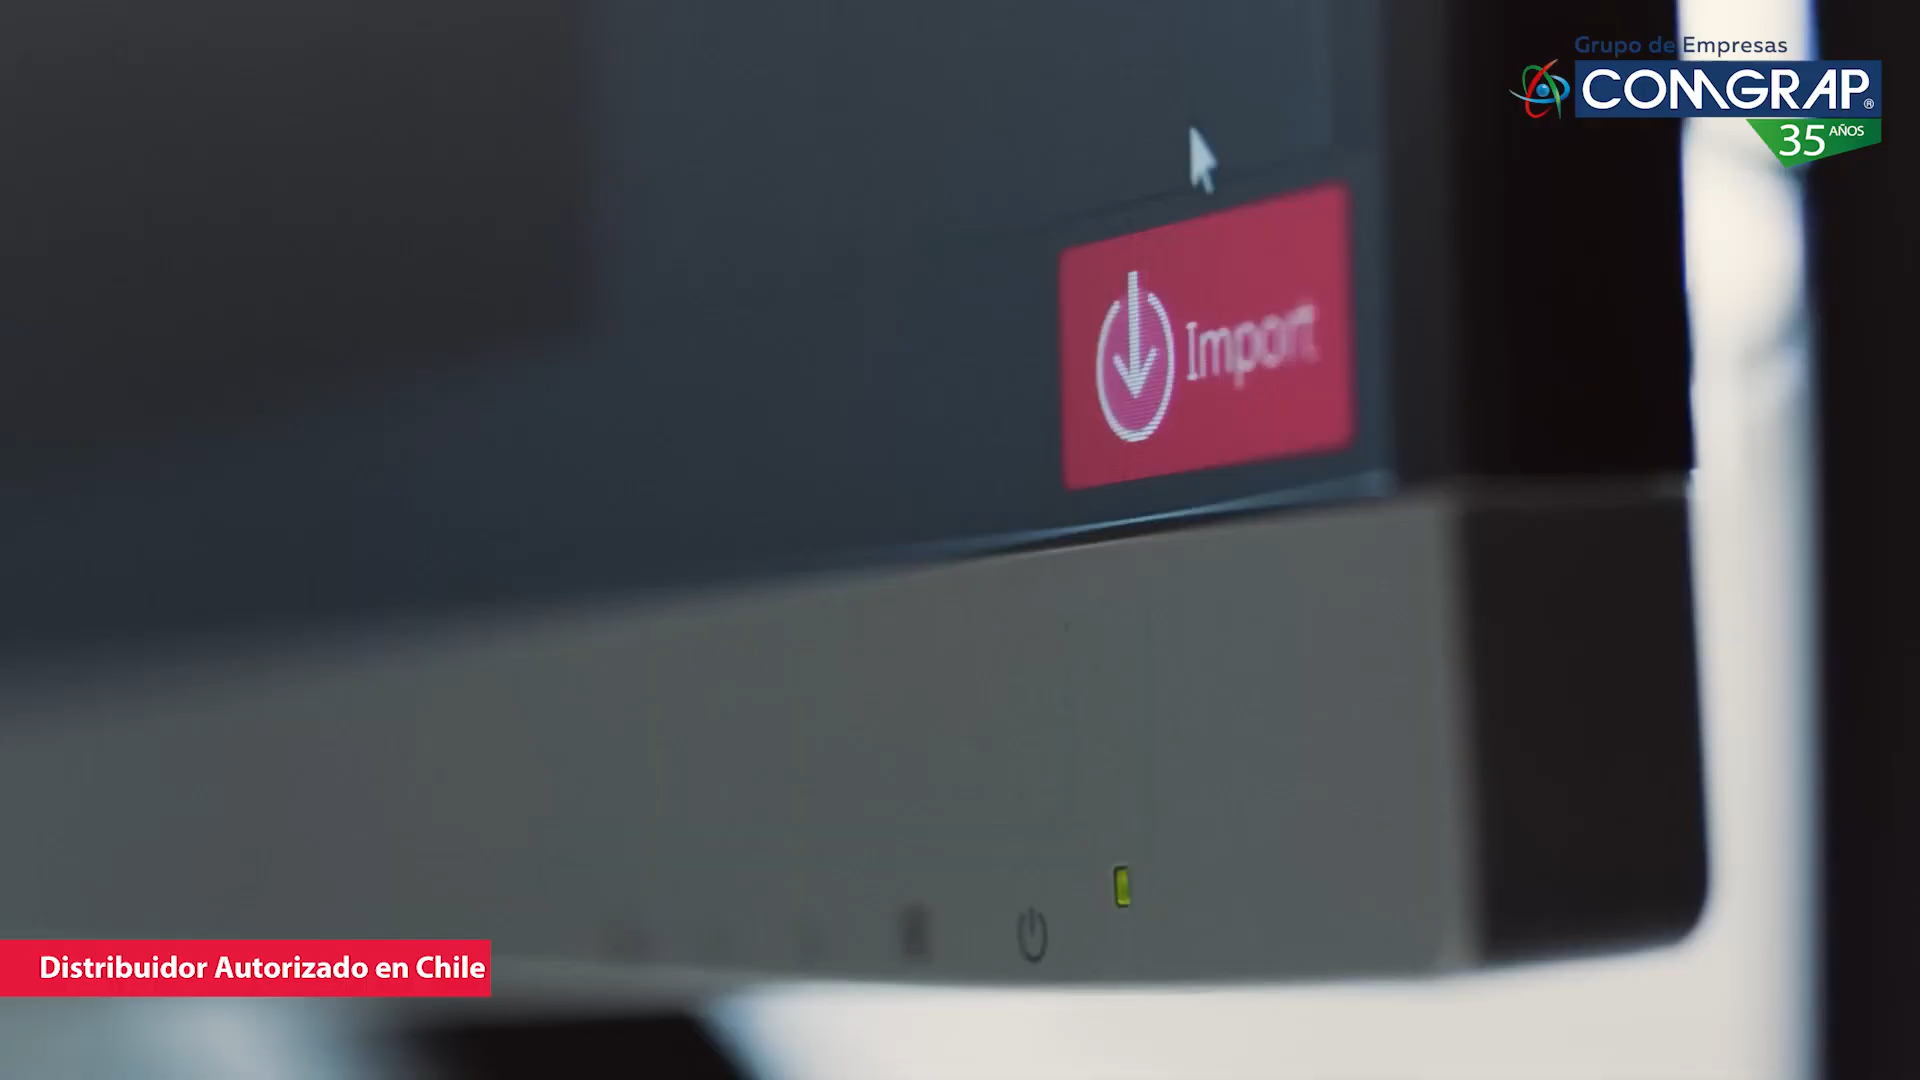 Grupo de Empresas
COMGRAP®
35 AÑOS
Import
Distribuidor Autorizado en Chile